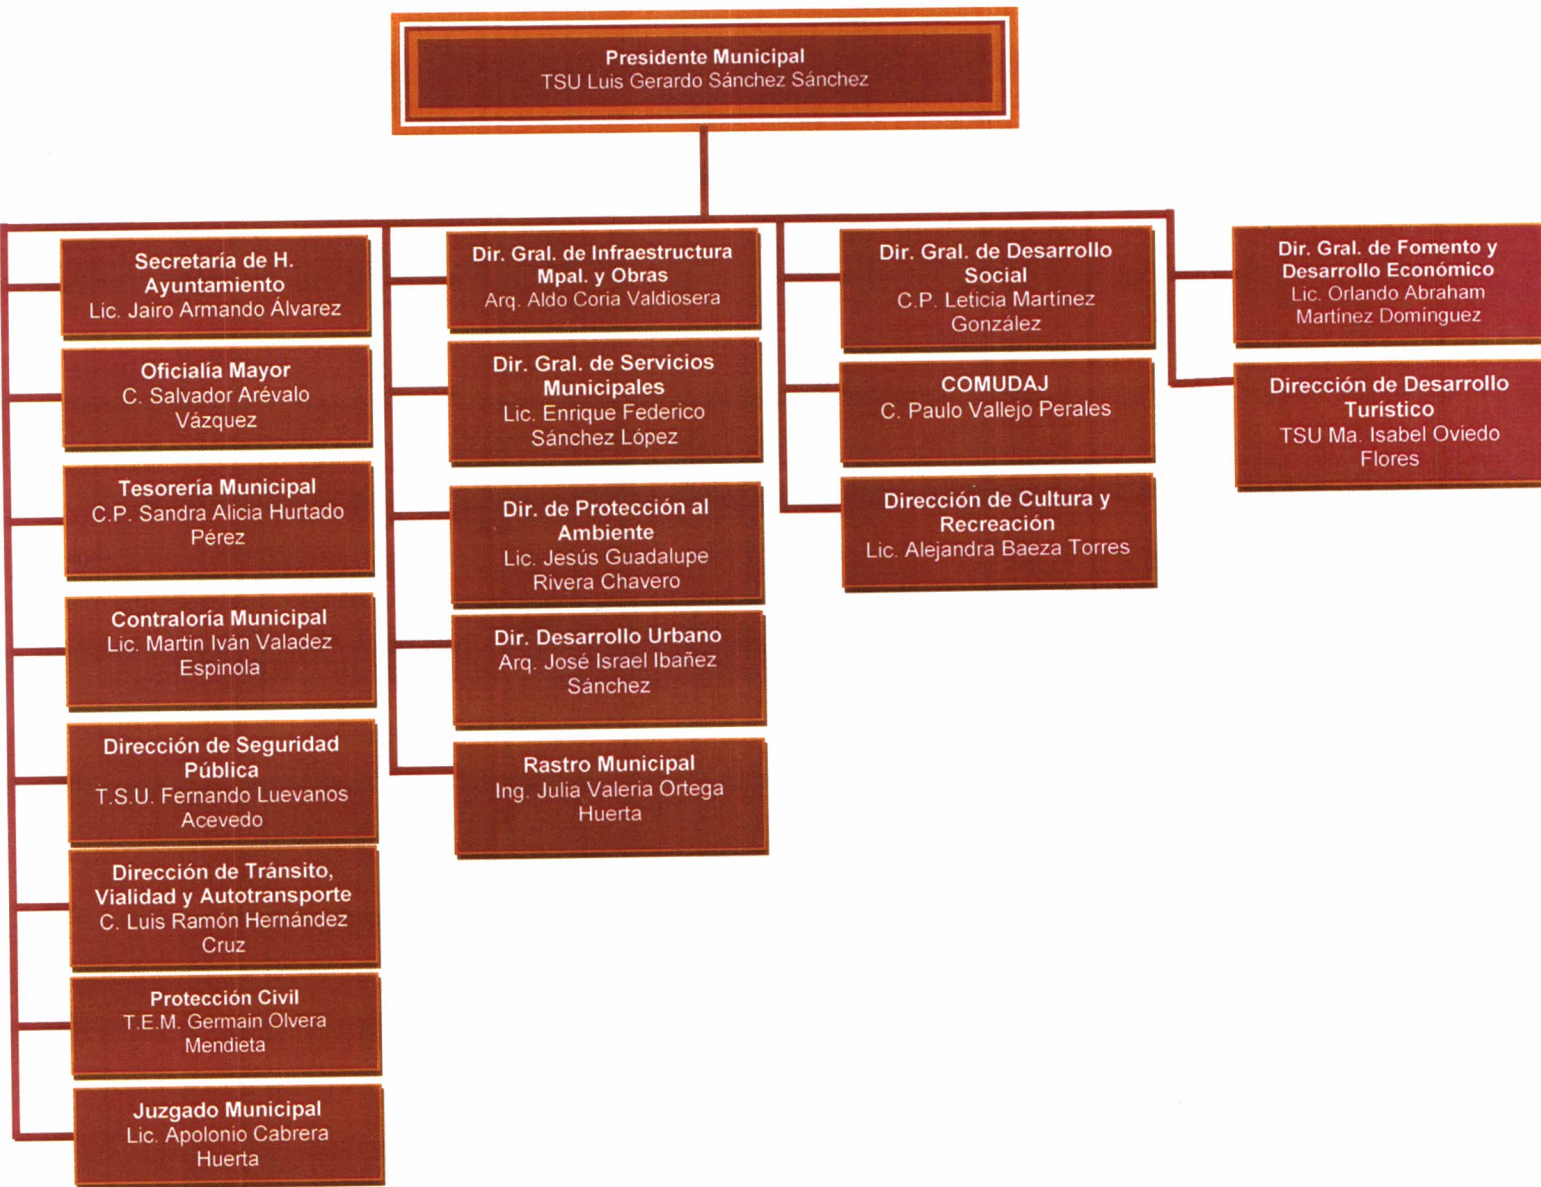 Presidente Municipal
TSU Luis Gerardo Sánchez Sánchez
Secretaría de H.
Ayuntamiento
Lic. Jairo Armando Álvarez
Oficialía Mayor
C. Salvador Arévalo
Vázquez
Tesorería Municipal
C.P. Sandra Alicia Hurtado
Pérez
Contraloría Municipal
Lic. Martin Iván Valadez
Espinola
Dirección de Seguridad
Pública
T.S.U. Fernando Luevanos
Acevedo
Dirección de Tránsito,
Vialidad y Autotransporte
C. Luis Ramón Hernández
Cruz
Protección Civil
T.E.M. Germain Olvera
Mendieta
Juzgado Municipal
Lic. Apolonio Cabrera
Huerta
Dir. Gral. de Infraestructura
Mpal. y Obras
Arq. Aldo Coria Valdiosera
Dir. Gral. de Servicios
Municipales
Lic. Enrique Federico
Sánchez López
Dir. de Protección al
Ambiente
Lic. Jesús Guadalupe
Rivera Chavero
Dir. Desarrollo Urbano
Arq. José Israel Ibañez
Sánchez
Rastro Municipal
Ing. Julia Valeria Ortega
Huerta
Dir. Gral. de Desarrollo
Social
C.P. Leticia Martínez
González
COMUDAJ
C. Paulo Vallejo Perales
Dirección de Cultura y
Recreación
Lic. Alejandra Baeza Torres
Dir. Gral. de Fomento y
Desarrollo Económico
Lic. Orlando Abraham
Martínez Domínguez
Dirección de Desarrollo
Turístico
TSU Ma. Isabel Oviedo
Flores